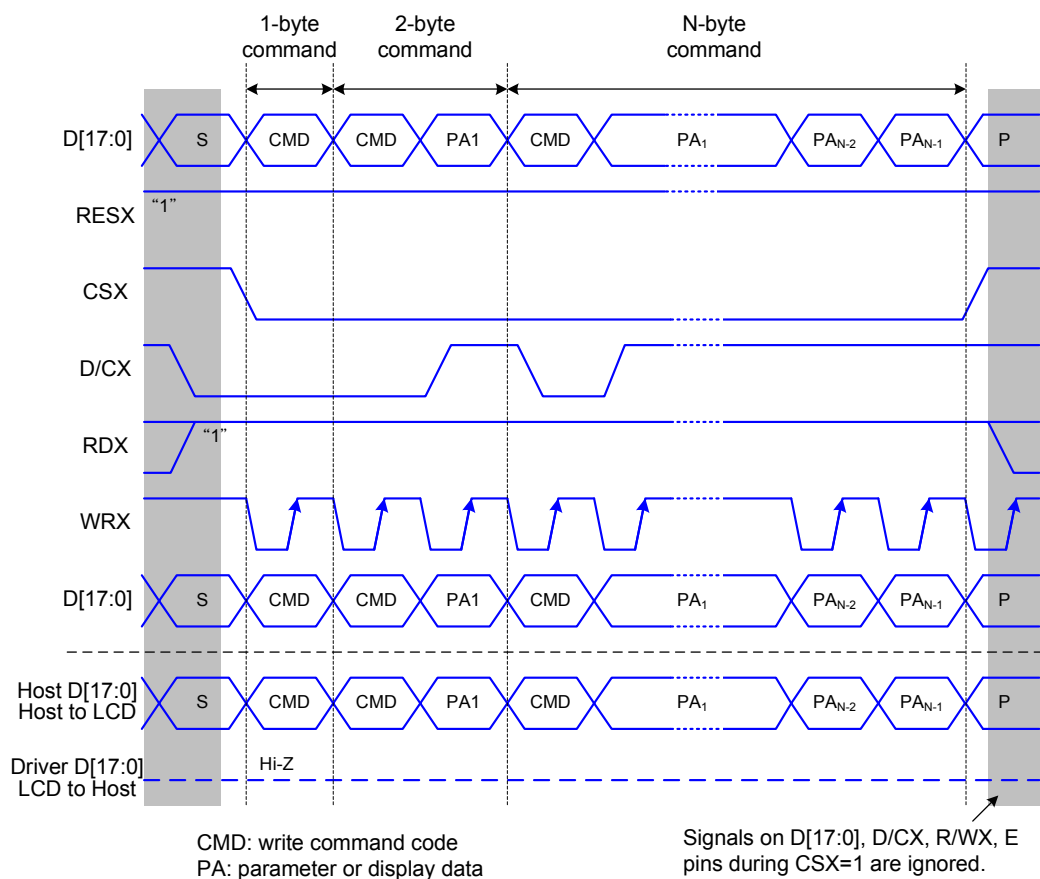 1-byte
command
2-byte
command
N-byte
command
D[17:0]
S
CMD
CMD
PA1
CMD
PA₁
PAN-2
PAN-1
P
RESX
“1”
CSX
D/CX
RDX
“1”
WRX
D[17:0]
S
CMD
CMD
PA1
CMD
PA₁
PAN-2
PAN-1
P
Host D[17:0]
Host to LCD
S
CMD
CMD
PA1
CMD
PA₁
PAN-2
PAN-1
P
Driver D[17:0]
LCD to Host
Hi-Z
CMD: write command code
PA: parameter or display data
Signals on D[17:0], D/CX, R/WX, E
pins during CSX=1 are ignored.